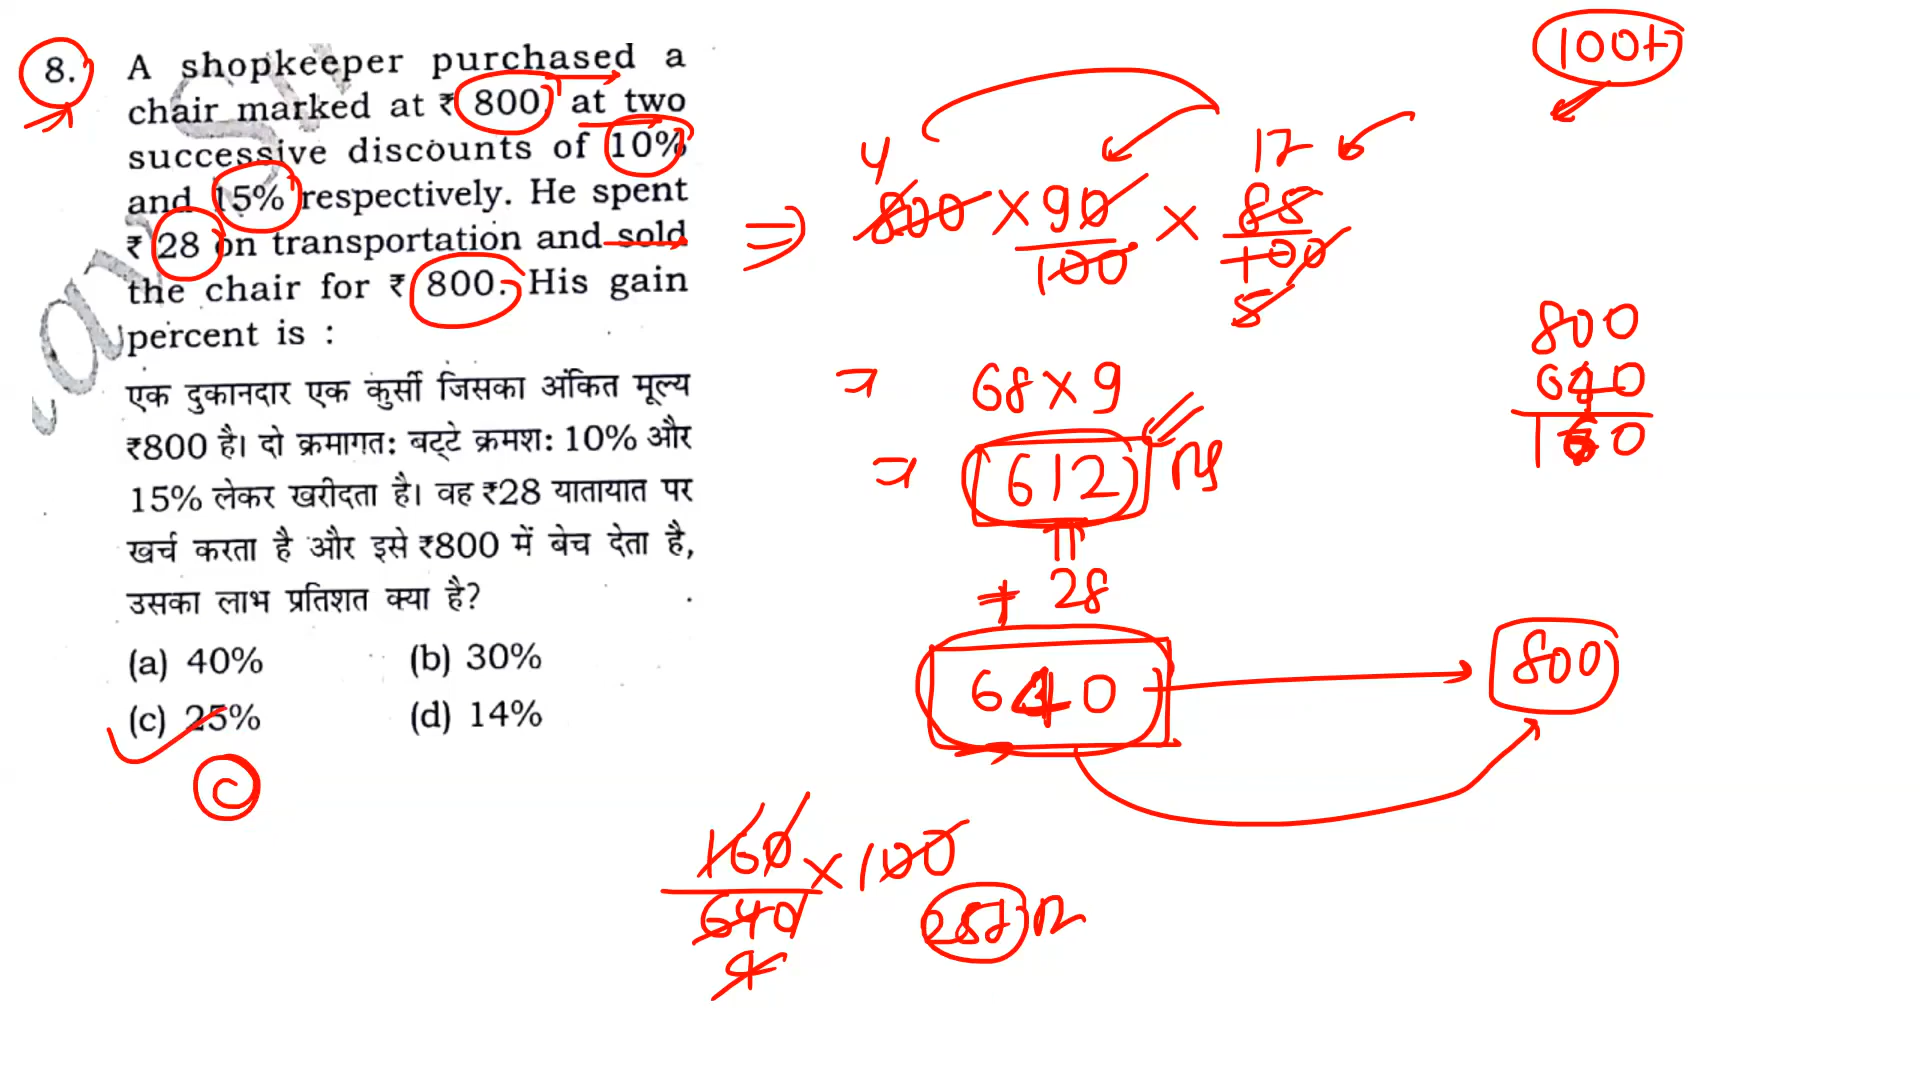 8. A shopkeeper purchased a
chair marked at ₹ 800, at two
successive discounts of 10%
and 15% respectively. He spent
₹ 28 on transportation and sold
the chair for ₹ 800. His gain
percent is :
एक दुकानदार एक कुर्सी जिसका अंकित मूल्य
₹800 है। दो क्रमागत: बट्टे क्रमश: 10% और
15% लेकर खरीदता है। वह ₹28 यातायात पर
खर्च करता है और इसे ₹800 में बेच देता है,
उसका लाभ प्रतिशत क्या है?
(a) 40% (b) 30%
(c) 25% (d) 14%
C
100+
4 17
⇒ 800 × 90/100 × 85/100
5
⇒ 68 × 9
⇒ 612 Rs
+ 28
640 → 800
800
640
160
160/640 × 100
4
25%